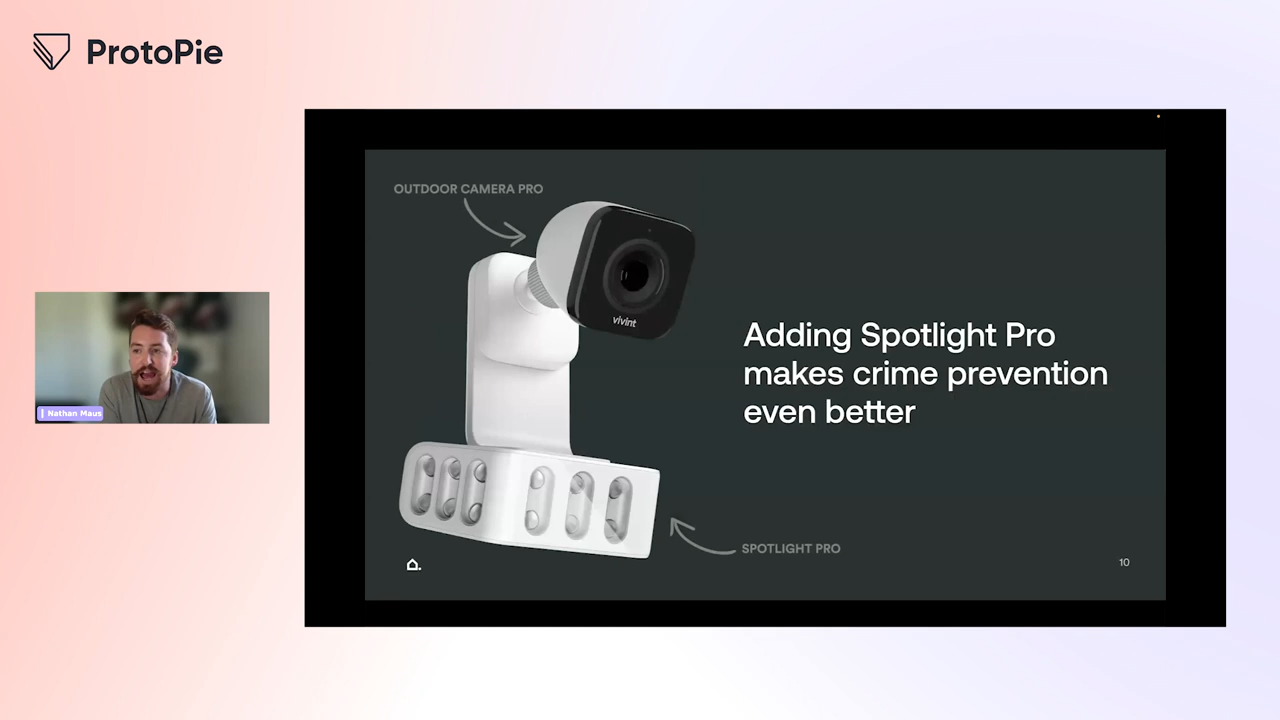 ProtoPie
OUTDOOR CAMERA PRO
vivint
Adding Spotlight Pro
makes crime prevention
even better
SPOTLIGHT PRO
10
Nathan Maus